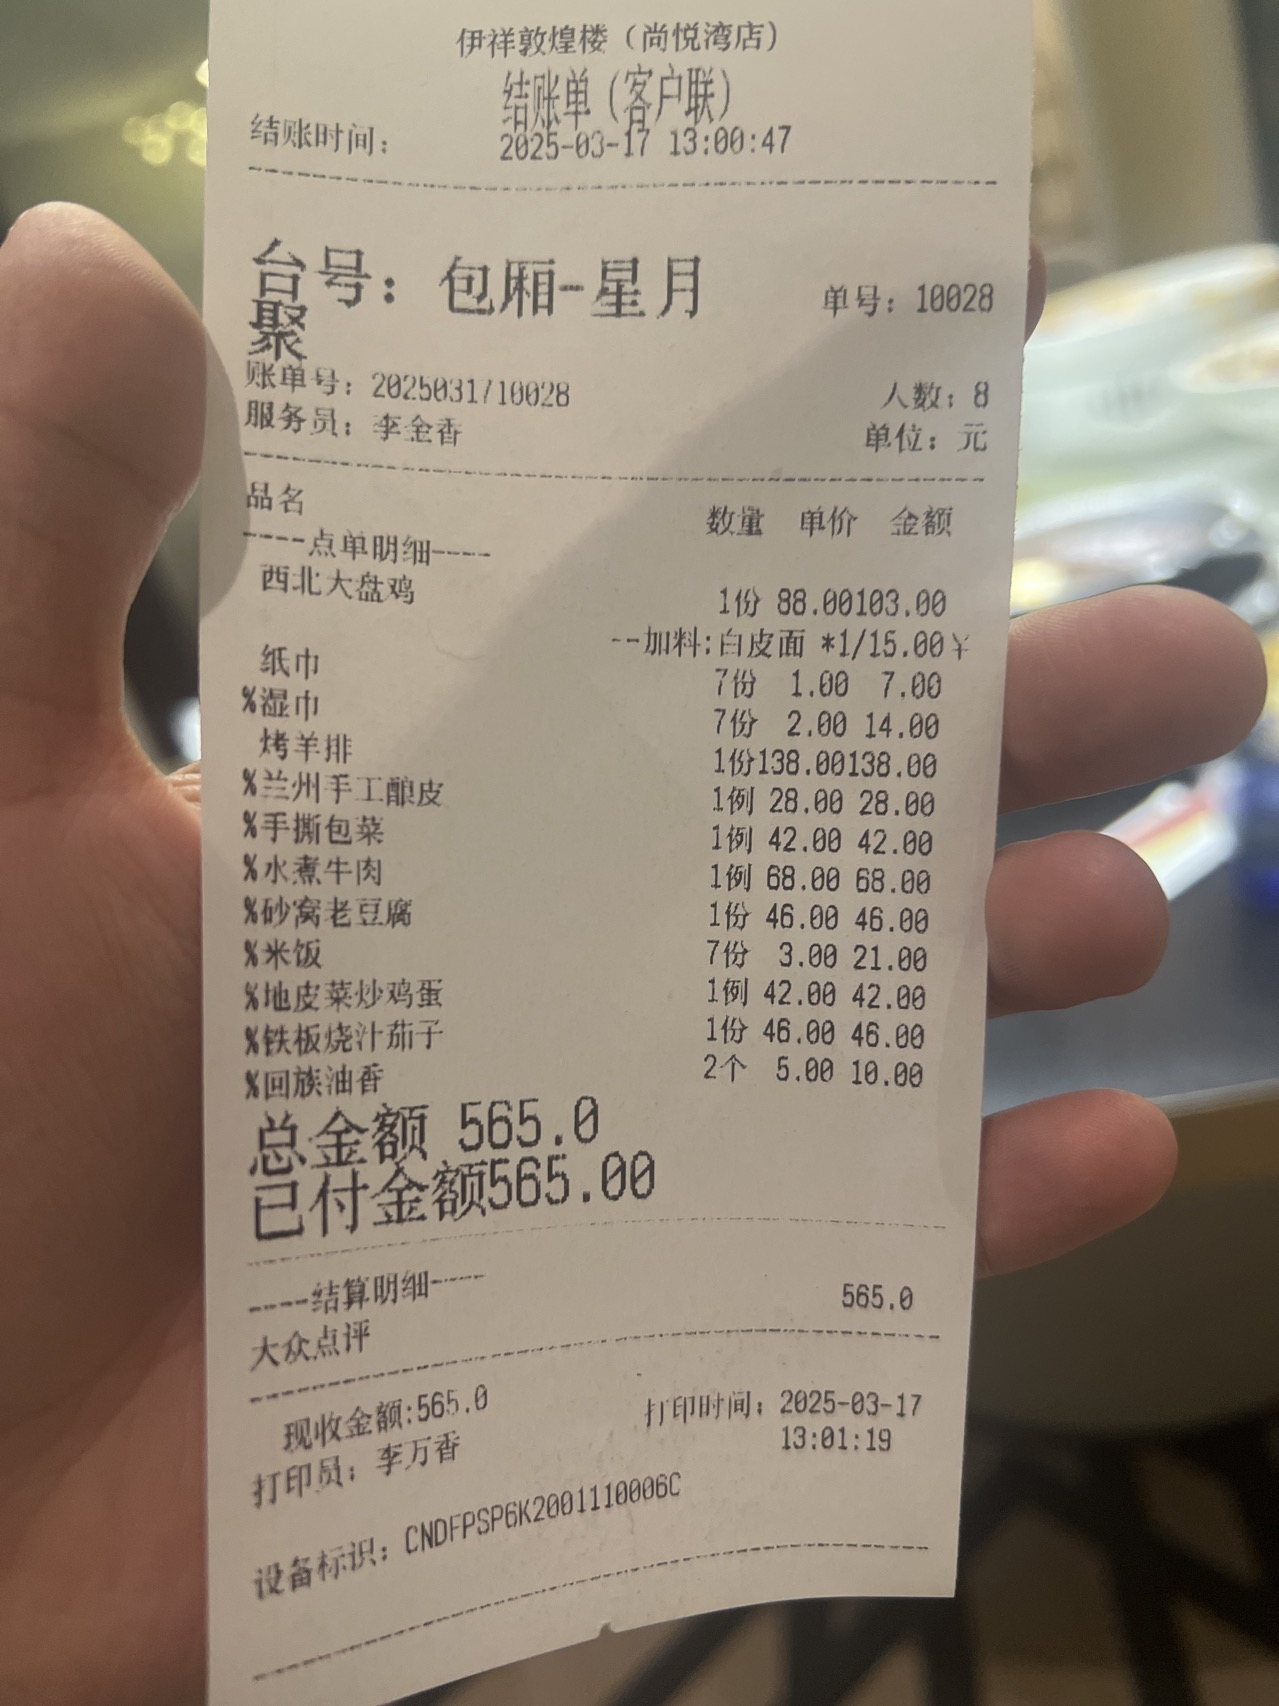 伊祥敦煌楼（尚悦湾店）
结账单（客户联）
结账时间： 2025-03-17 13:00:47
台号：包厢-星月聚 单号：10028
账单号：2025031710028 人数：8
服务员：李金香 单位：元
品名 数量 单价 金额
----点单明细----
西北大盘鸡 1份 88.00103.00
--加料:白皮面 *1/15.00¥
纸巾 7份 1.00 7.00
%湿巾 7份 2.00 14.00
烤羊排 1份138.00138.00
%兰州手工酿皮 1例 28.00 28.00
%手撕包菜 1例 42.00 42.00
%水煮牛肉 1例 68.00 68.00
%砂窝老豆腐 1份 46.00 46.00
%米饭 7份 3.00 21.00
%地皮菜炒鸡蛋 1例 42.00 42.00
%铁板烧汁茄子 1份 46.00 46.00
%回族油香 2个 5.00 10.00
总金额 565.0
已付金额565.00
----结算明细----
大众点评 565.0
现收金额:565.0 打印时间：2025-03-17
打印员：李万香 13:01:19
设备标识：CNDFPSP6K2001110006C